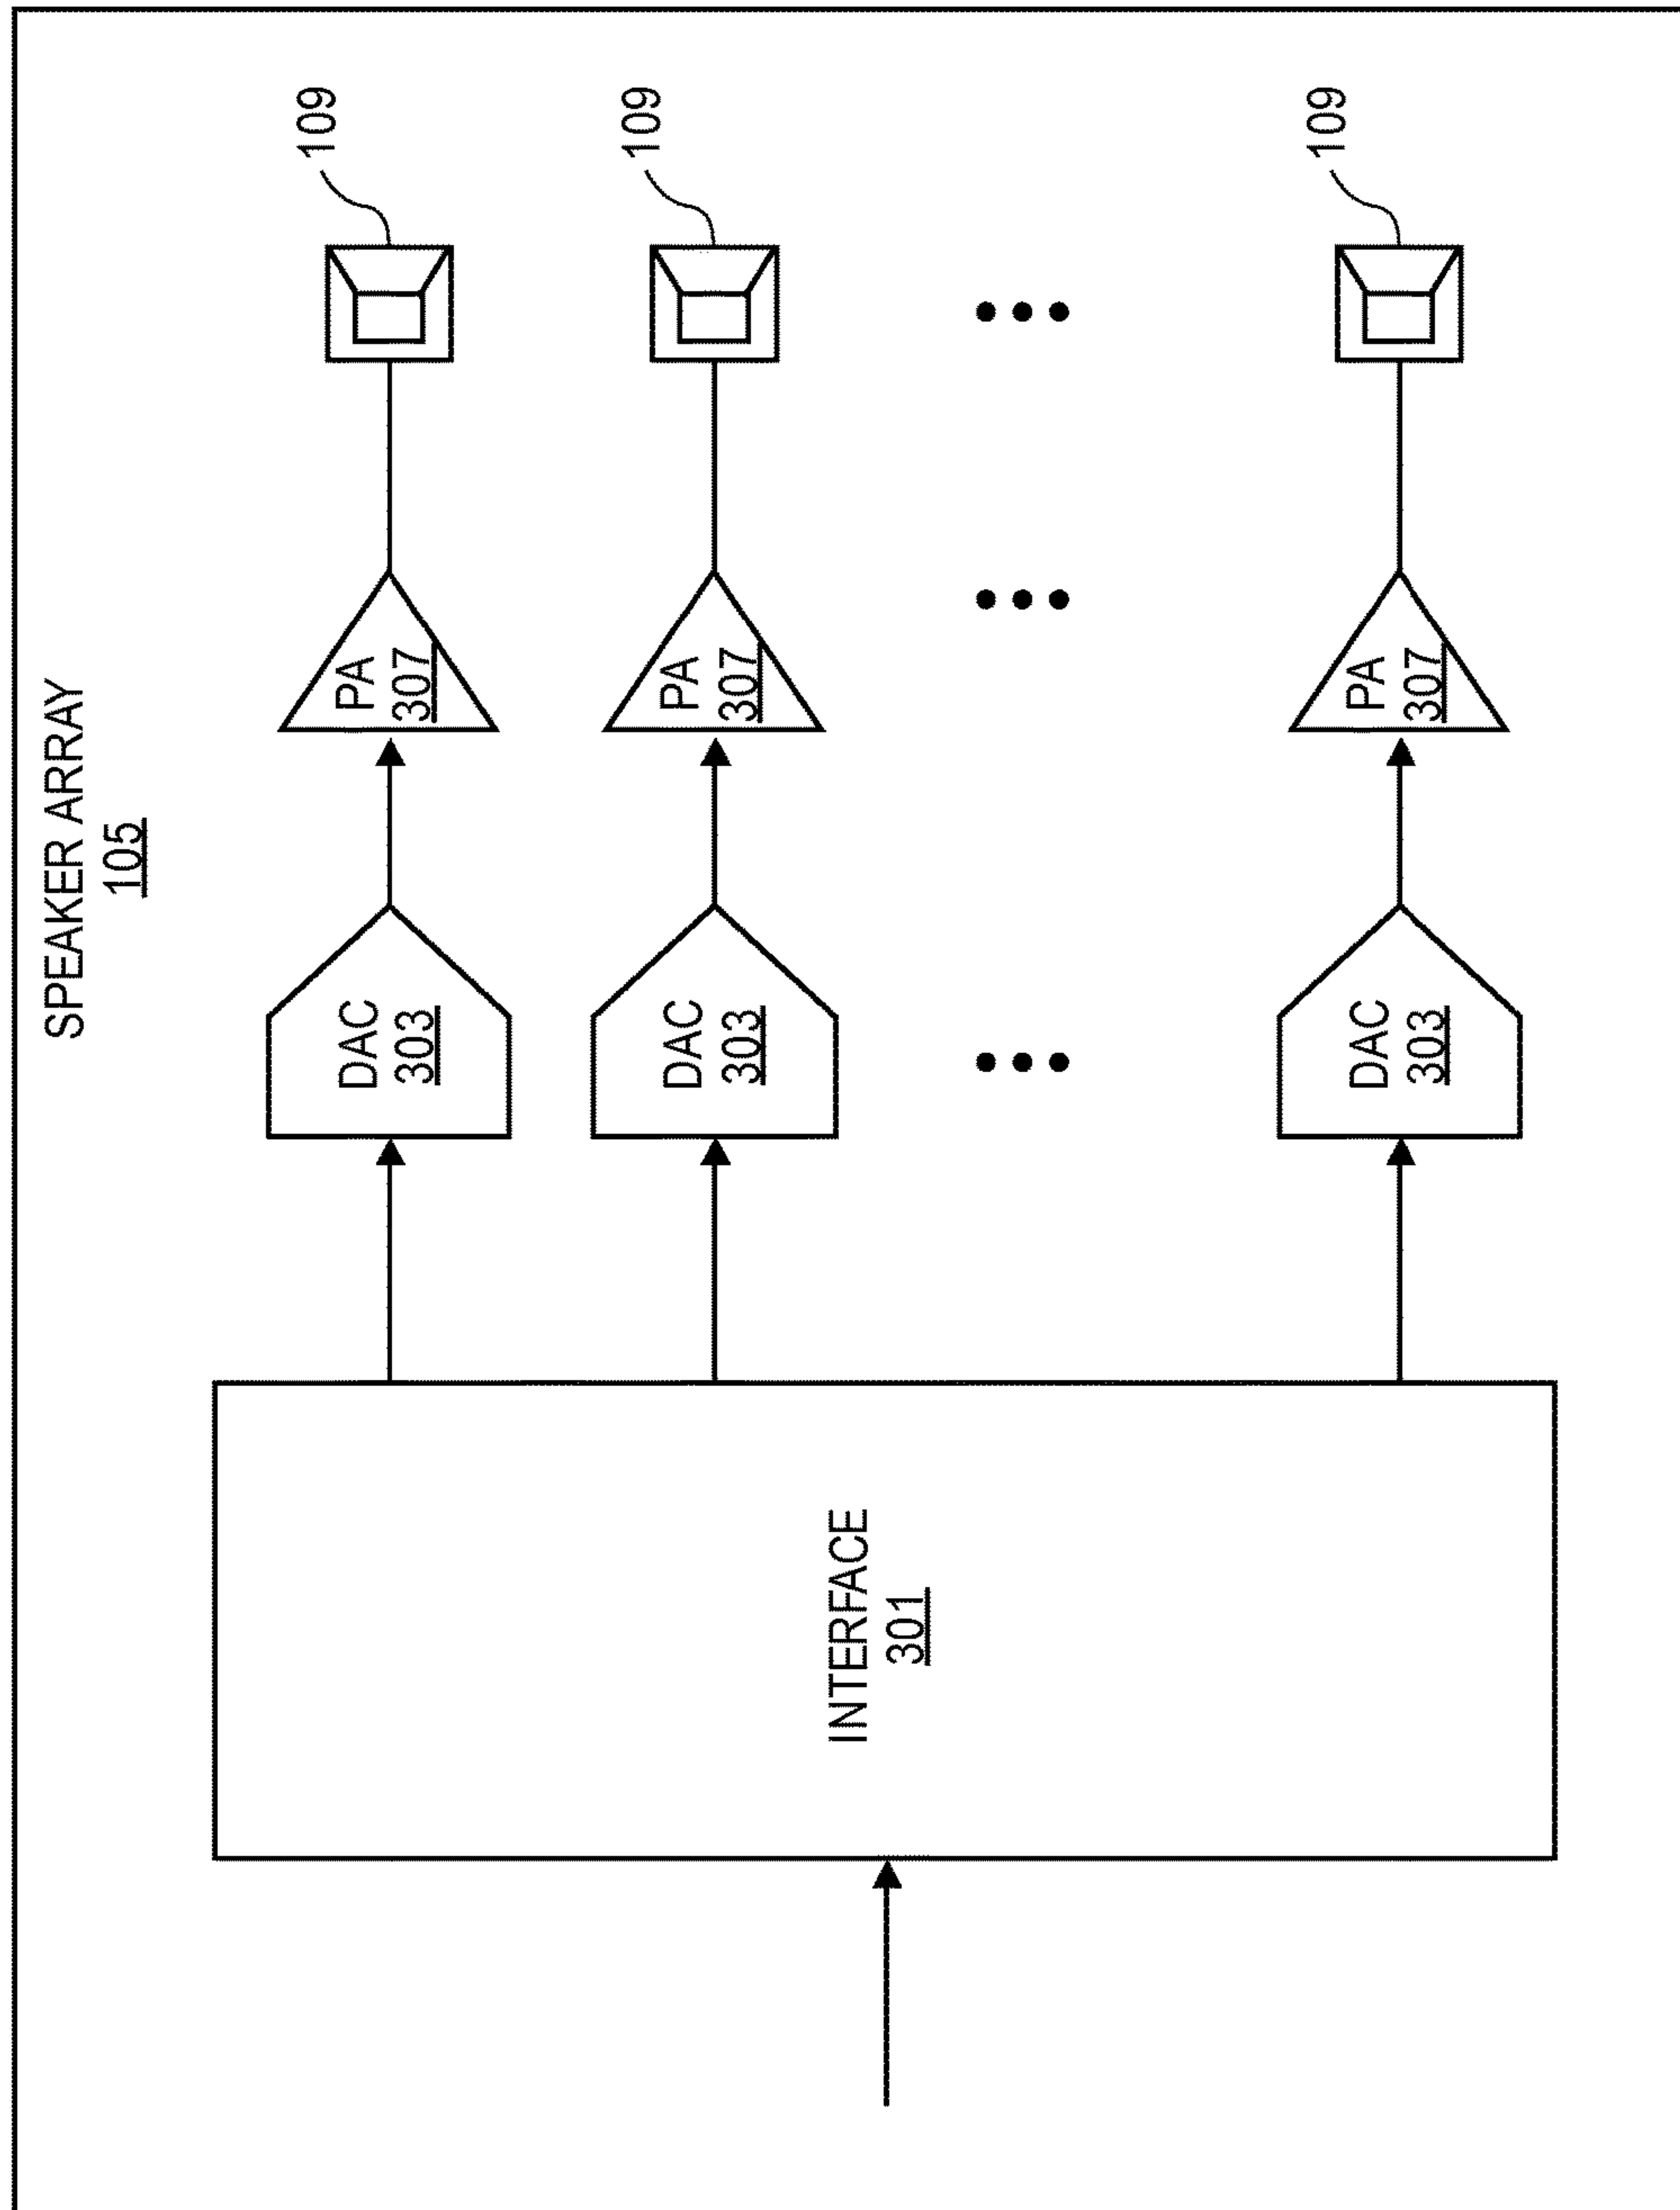 SPEAKER ARRAY
105
INTERFACE
301
DAC
303
PA
307
109
DAC
303
PA
307
109
DAC
303
PA
307
109